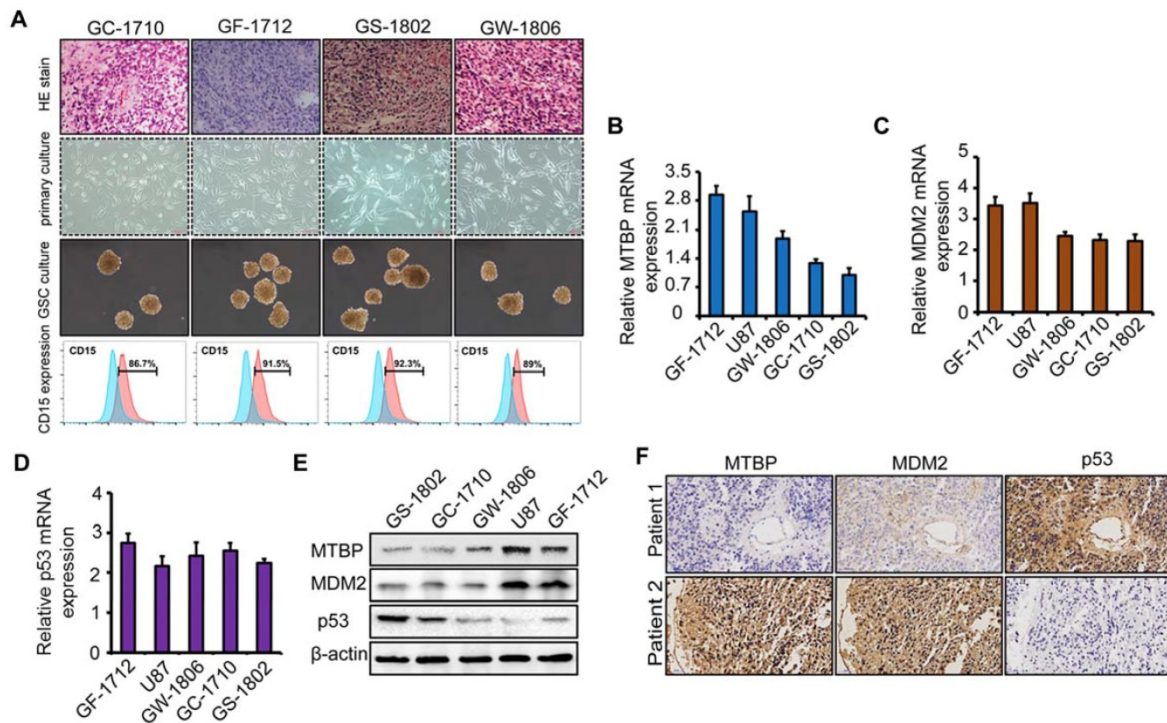 A
GC-1710 GF-1712 GS-1802 GW-1806
HE stain
primary culture
GSC culture
CD15 expression
CD15 86.7%
CD15 91.5%
CD15 92.3%
CD15 89%
B
Relative MTBP mRNA
expression
3.5
2.8
2.1
1.4
0.7
0
GF-1712
U87
GW-1806
GC-1710
GS-1802
C
Relative MDM2 mRNA
expression
5
4
3
2
1
0
GF-1712
U87
GW-1806
GC-1710
GS-1802
D
Relative p53 mRNA
expression
4
3
2
1
0
GF-1712
U87
GW-1806
GC-1710
GS-1802
E
GS-1802
GC-1710
GW-1806
U87
GF-1712
MTBP
MDM2
p53
β-actin
F
MTBP MDM2 p53
Patient 1
Patient 2